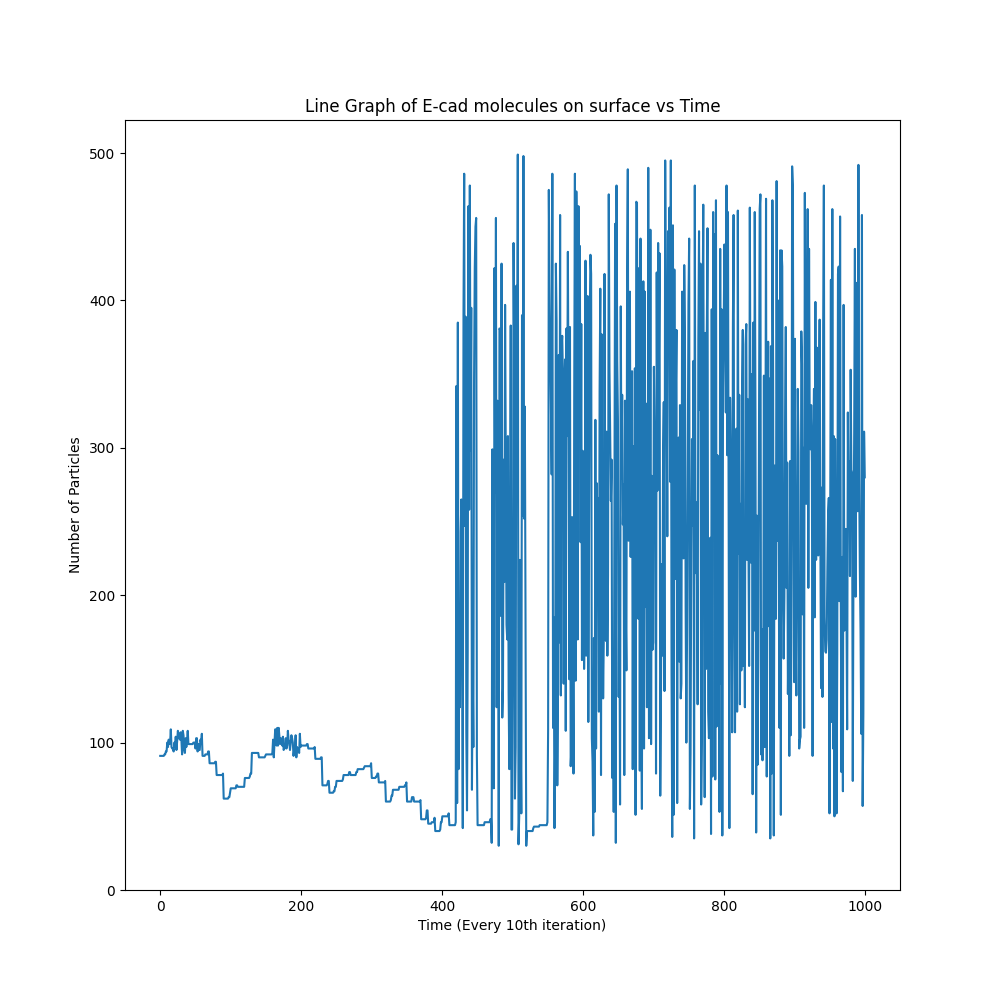 Line Graph of E-cad molecules on surface vs Time
500
400
300
200
100
0
Number of Particles
0 200 400 600 800 1000
Time (Every 10th iteration)